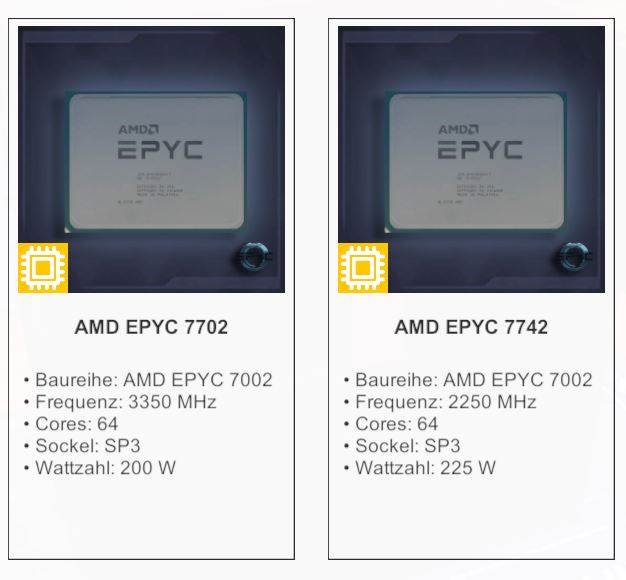 AMD
EPYC
AMD EPYC 7702
• Baureihe: AMD EPYC 7002
• Frequenz: 3350 MHz
• Cores: 64
• Sockel: SP3
• Wattzahl: 200 W
AMD
EPYC
AMD EPYC 7742
• Baureihe: AMD EPYC 7002
• Frequenz: 2250 MHz
• Cores: 64
• Sockel: SP3
• Wattzahl: 225 W